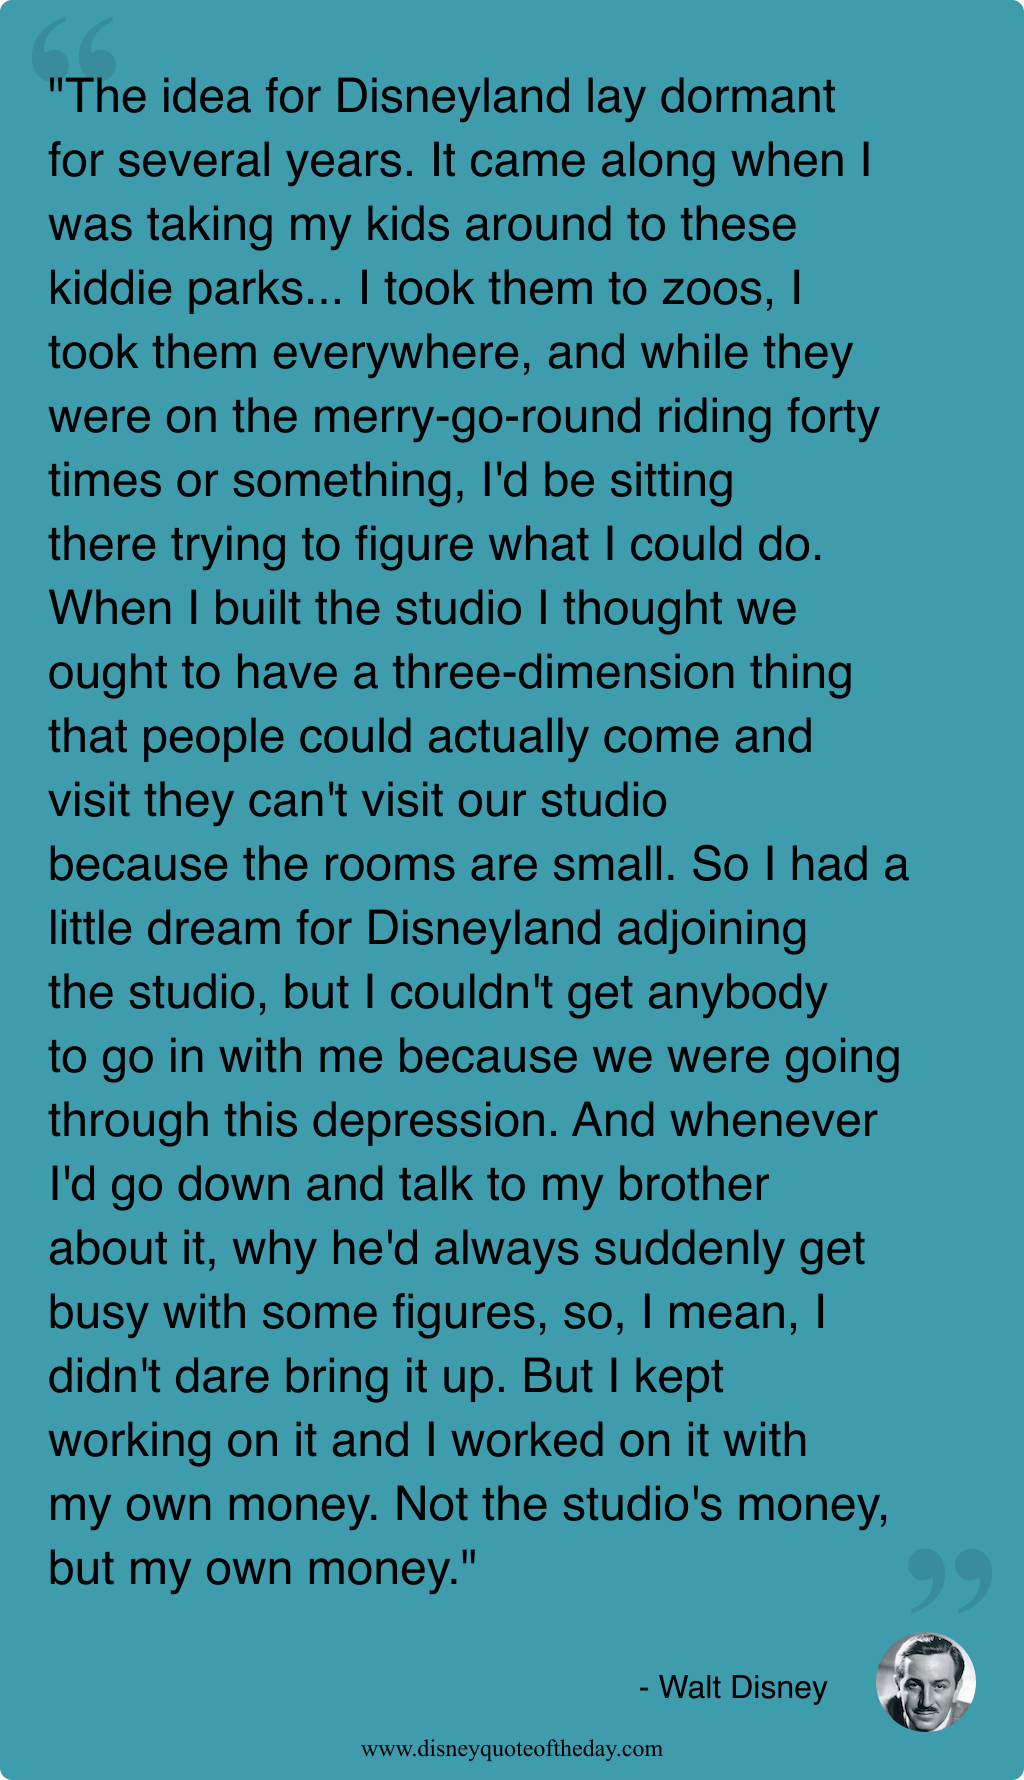 "The idea for Disneyland lay dormant
for several years. It came along when I
was taking my kids around to these
kiddie parks... I took them to zoos, I
took them everywhere, and while they
were on the merry-go-round riding forty
times or something, I'd be sitting
there trying to figure what I could do.
When I built the studio I thought we
ought to have a three-dimension thing
that people could actually come and
visit they can't visit our studio
because the rooms are small. So I had a
little dream for Disneyland adjoining
the studio, but I couldn't get anybody
to go in with me because we were going
through this depression. And whenever
I'd go down and talk to my brother
about it, why he'd always suddenly get
busy with some figures, so, I mean, I
didn't dare bring it up. But I kept
working on it and I worked on it with
my own money. Not the studio's money,
but my own money."
- Walt Disney
www.disneyquoteoftheday.com